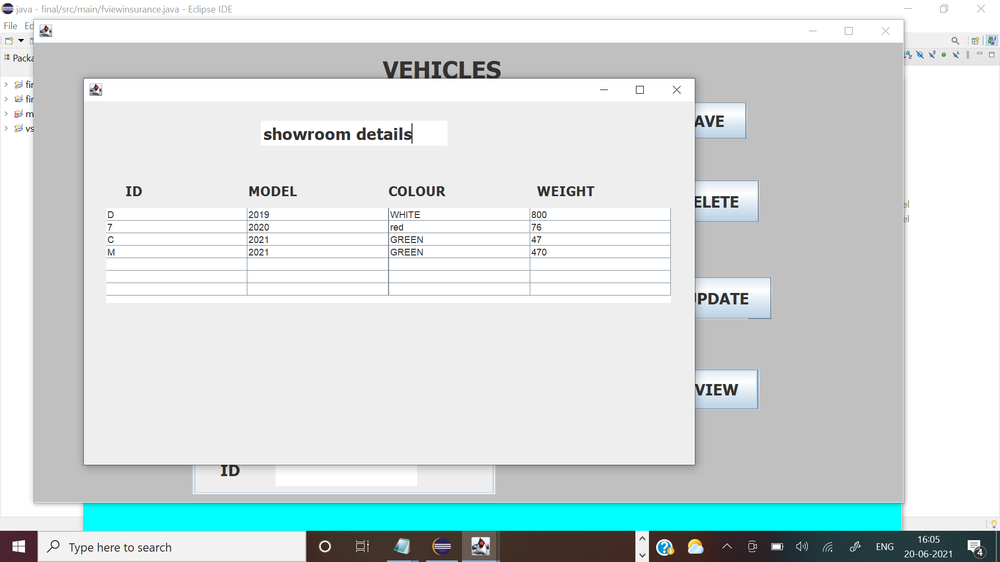 java - final/src/main/fviewinsurance.java - Eclipse IDE
File Ed
Packa
fir
fir
m
vs
VEHICLES
AVE
showroom details
ID MODEL COLOUR WEIGHT
D 2019 WHITE 800
7 2020 red 76
C 2021 GREEN 47
M 2021 GREEN 470
ELETE
el
el
UPDATE
VIEW
ID
Type here to search
ENG
16:05
20-06-2021
4